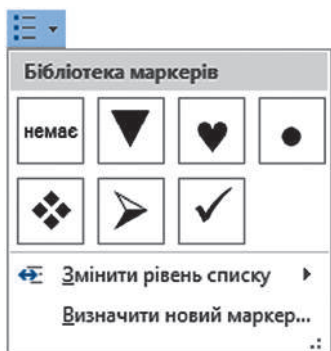 Бібліотека маркерів
немає
Змінити рівень списку
Визначити новий маркер...